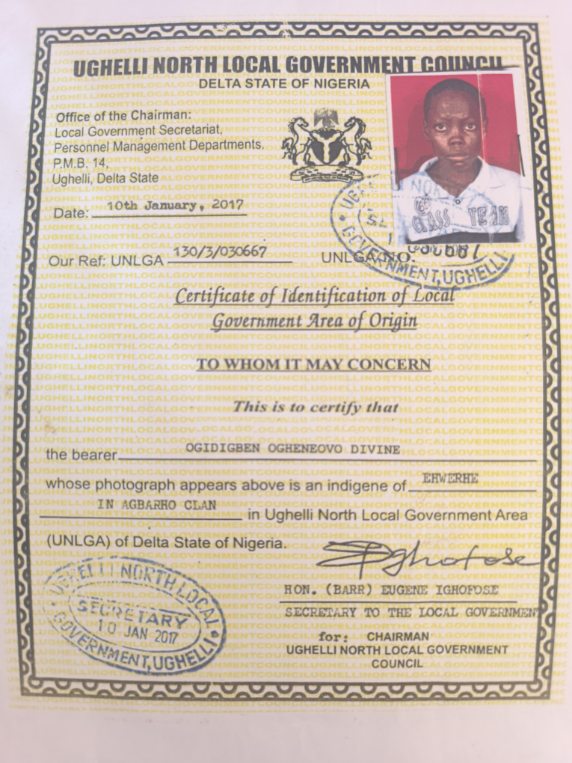 UGHELLI NORTH LOCAL GOVERNMENT COUNCIL
DELTA STATE OF NIGERIA
Office of the Chairman:
Local Government Secretariat,
Personnel Management Departments.
P.M.B. 14,
Ughelli, Delta State
Date: 10th January, 2017
Our Ref: UNLGA 130/3/030667
UNLGA NO.
CLASS TEAM
GOVERNMENT, UGHELLI
Certificate of Identification of Local
Government Area of Origin
TO WHOM IT MAY CONCERN
This is to certify that
the bearer OGIDIGBEN OGHENEOVO DIVINE
whose photograph appears above is an indigene of EHWERHE
IN AGBARHO CLAN in Ughelli North Local Government Area
(UNLGA) of Delta State of Nigeria.
HON. (BARR) EUGENE IGHOFOSE
SECRETARY TO THE LOCAL GOVERNMENT
for: CHAIRMAN
UGHELLI NORTH LOCAL GOVERNMENT
COUNCIL
UGHELLI NORTH LOCAL
SECRETARY
10 JAN 2017
GOVERNMENT, UGHELLI